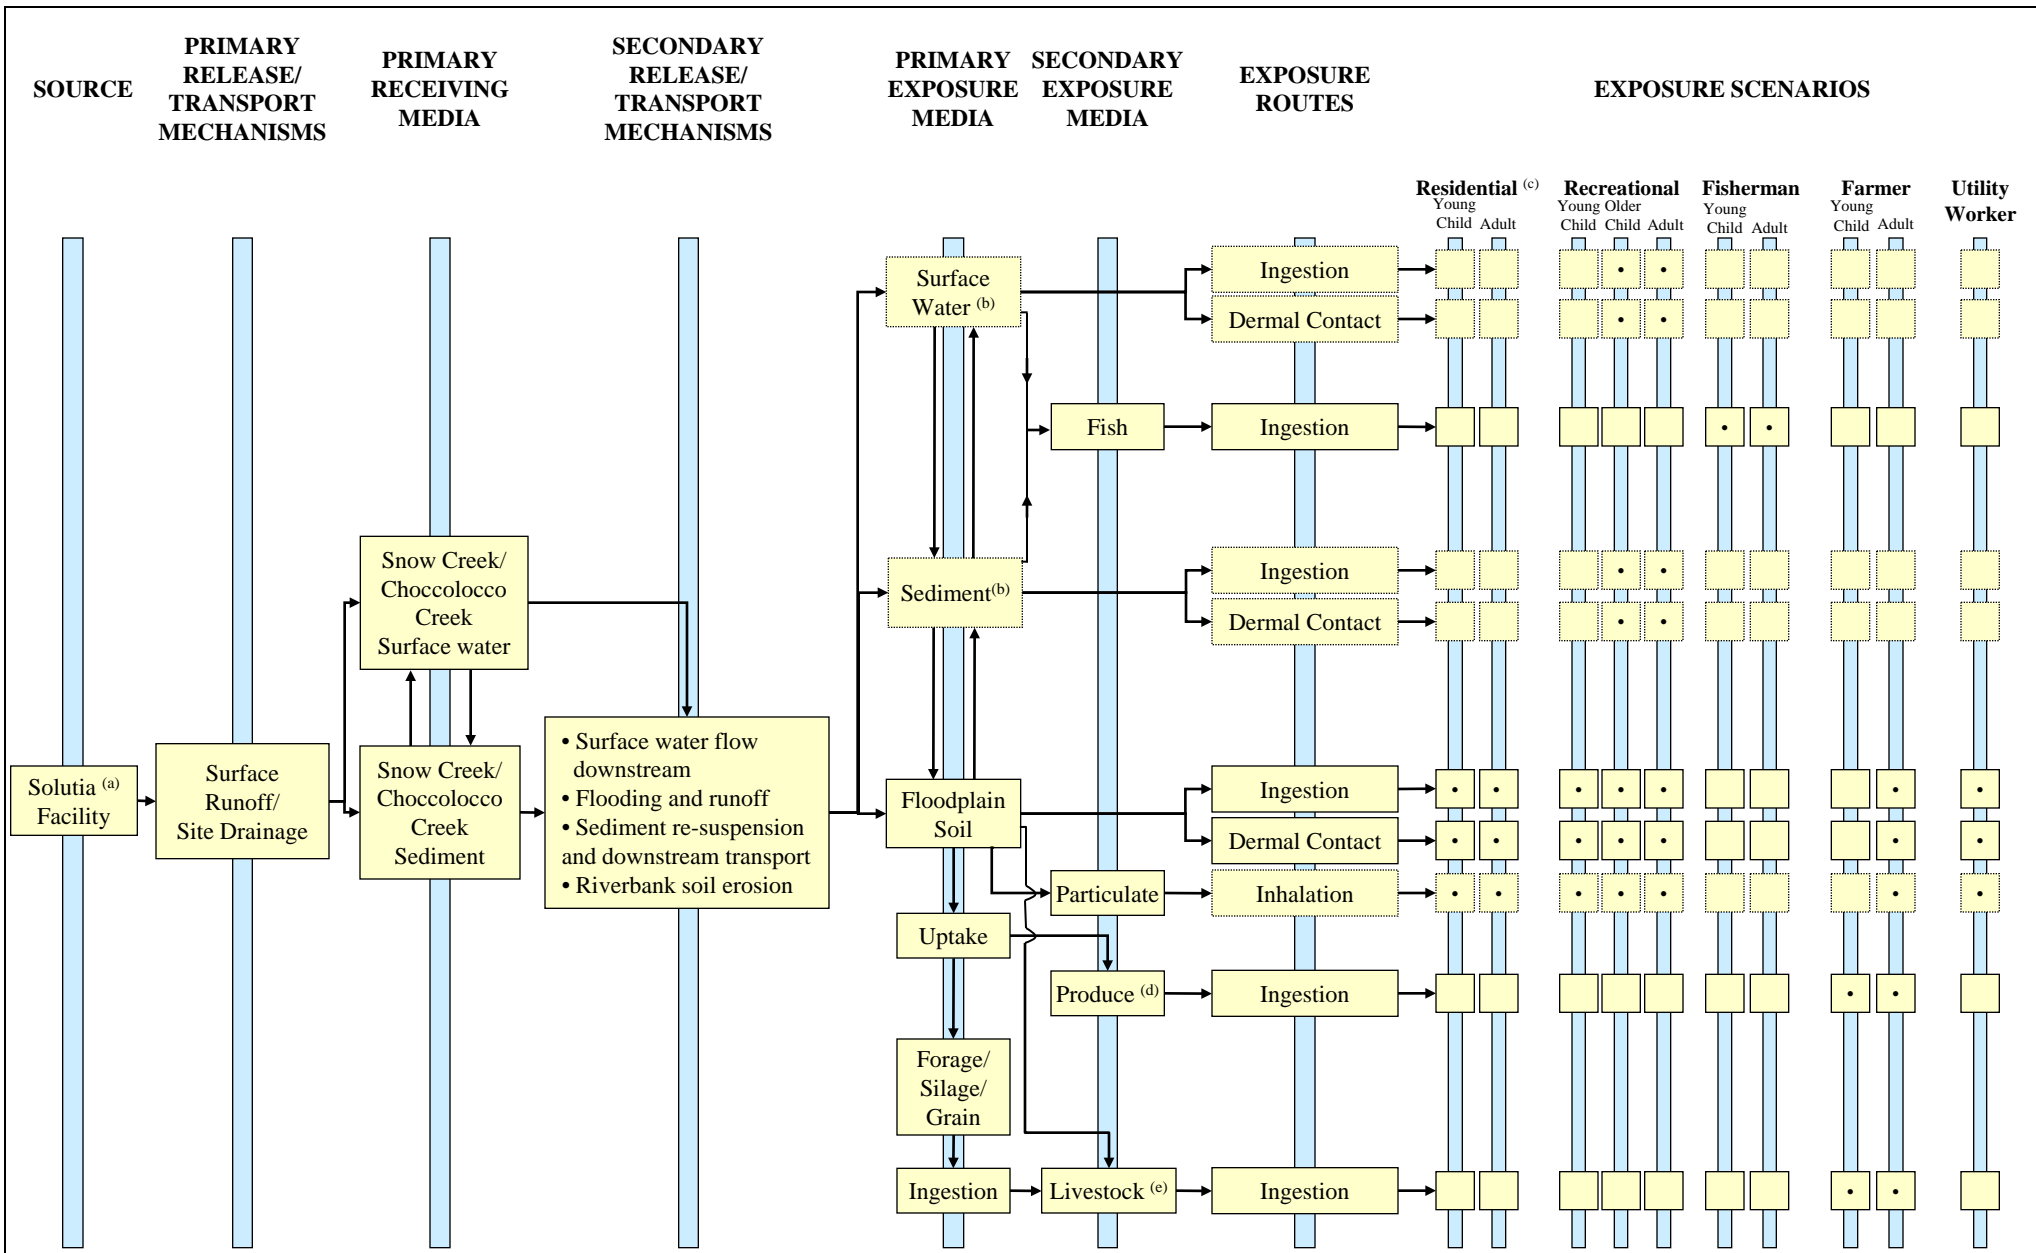 SOURCE
PRIMARY
RELEASE/
TRANSPORT
MECHANISMS
PRIMARY
RECEIVING
MEDIA
SECONDARY
RELEASE/
TRANSPORT
MECHANISMS
PRIMARY
EXPOSURE
MEDIA
SECONDARY
EXPOSURE
MEDIA
EXPOSURE
ROUTES
EXPOSURE SCENARIOS
Residential (c)
Young
Child
Adult
Recreational
Young
Child
Older
Child
Adult
Fisherman
Young
Child
Adult
Farmer
Young
Child
Adult
Utility
Worker
Solutia (a)
Facility
Surface
Runoff/
Site Drainage
Snow Creek/
Choccolocco
Creek
Surface water
Snow Creek/
Choccolocco
Creek
Sediment
• Surface water flow
downstream
• Flooding and runoff
• Sediment re-suspension
and downstream transport
• Riverbank soil erosion
Surface
Water (b)
Ingestion
Dermal Contact
Fish
Ingestion
Sediment(b)
Ingestion
Dermal Contact
Floodplain
Soil
Ingestion
Dermal Contact
Particulate
Inhalation
Uptake
Produce (d)
Ingestion
Forage/
Silage/
Grain
Ingestion
Livestock (e)
Ingestion